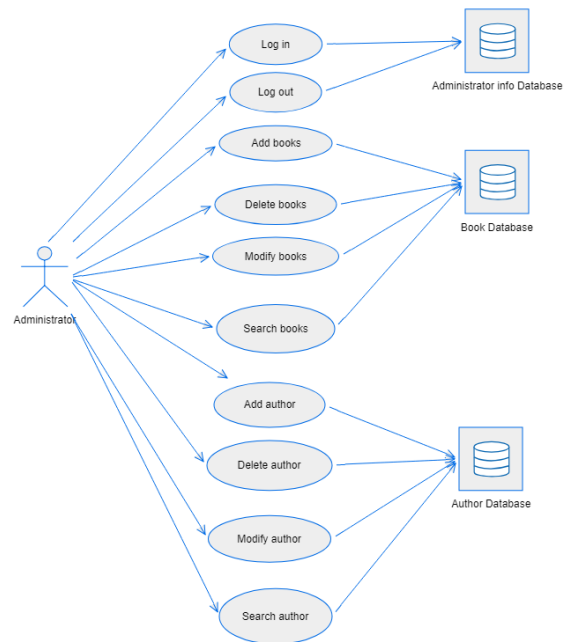 Log in
Administrator info Database
Log out
Add books
Delete books
Book Database
Modify books
Administrator
Search books
Add author
Delete author
Author Database
Modify author
Search author